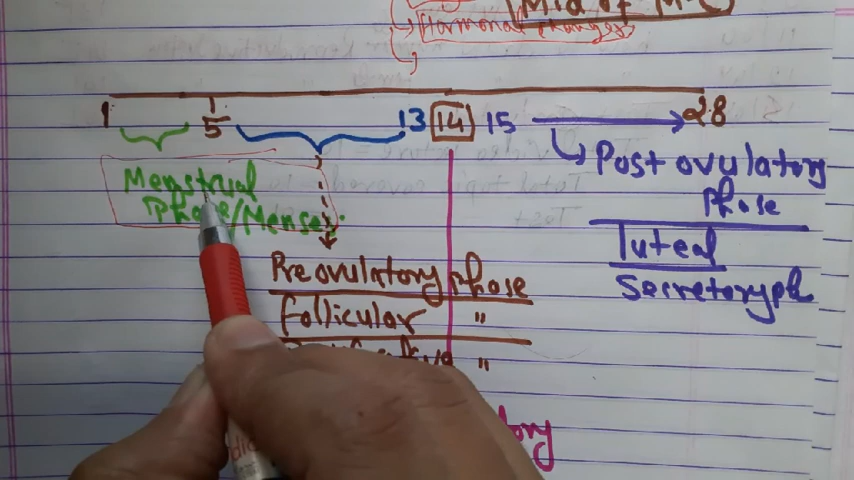 Mid of M.C
Hormonal changes
1 5 13 14 15 28
Menstrual
Phase/Menses.
Post ovulatory
Phase
luteal
Secretory ph
Preovulatory phase
follicular "
"